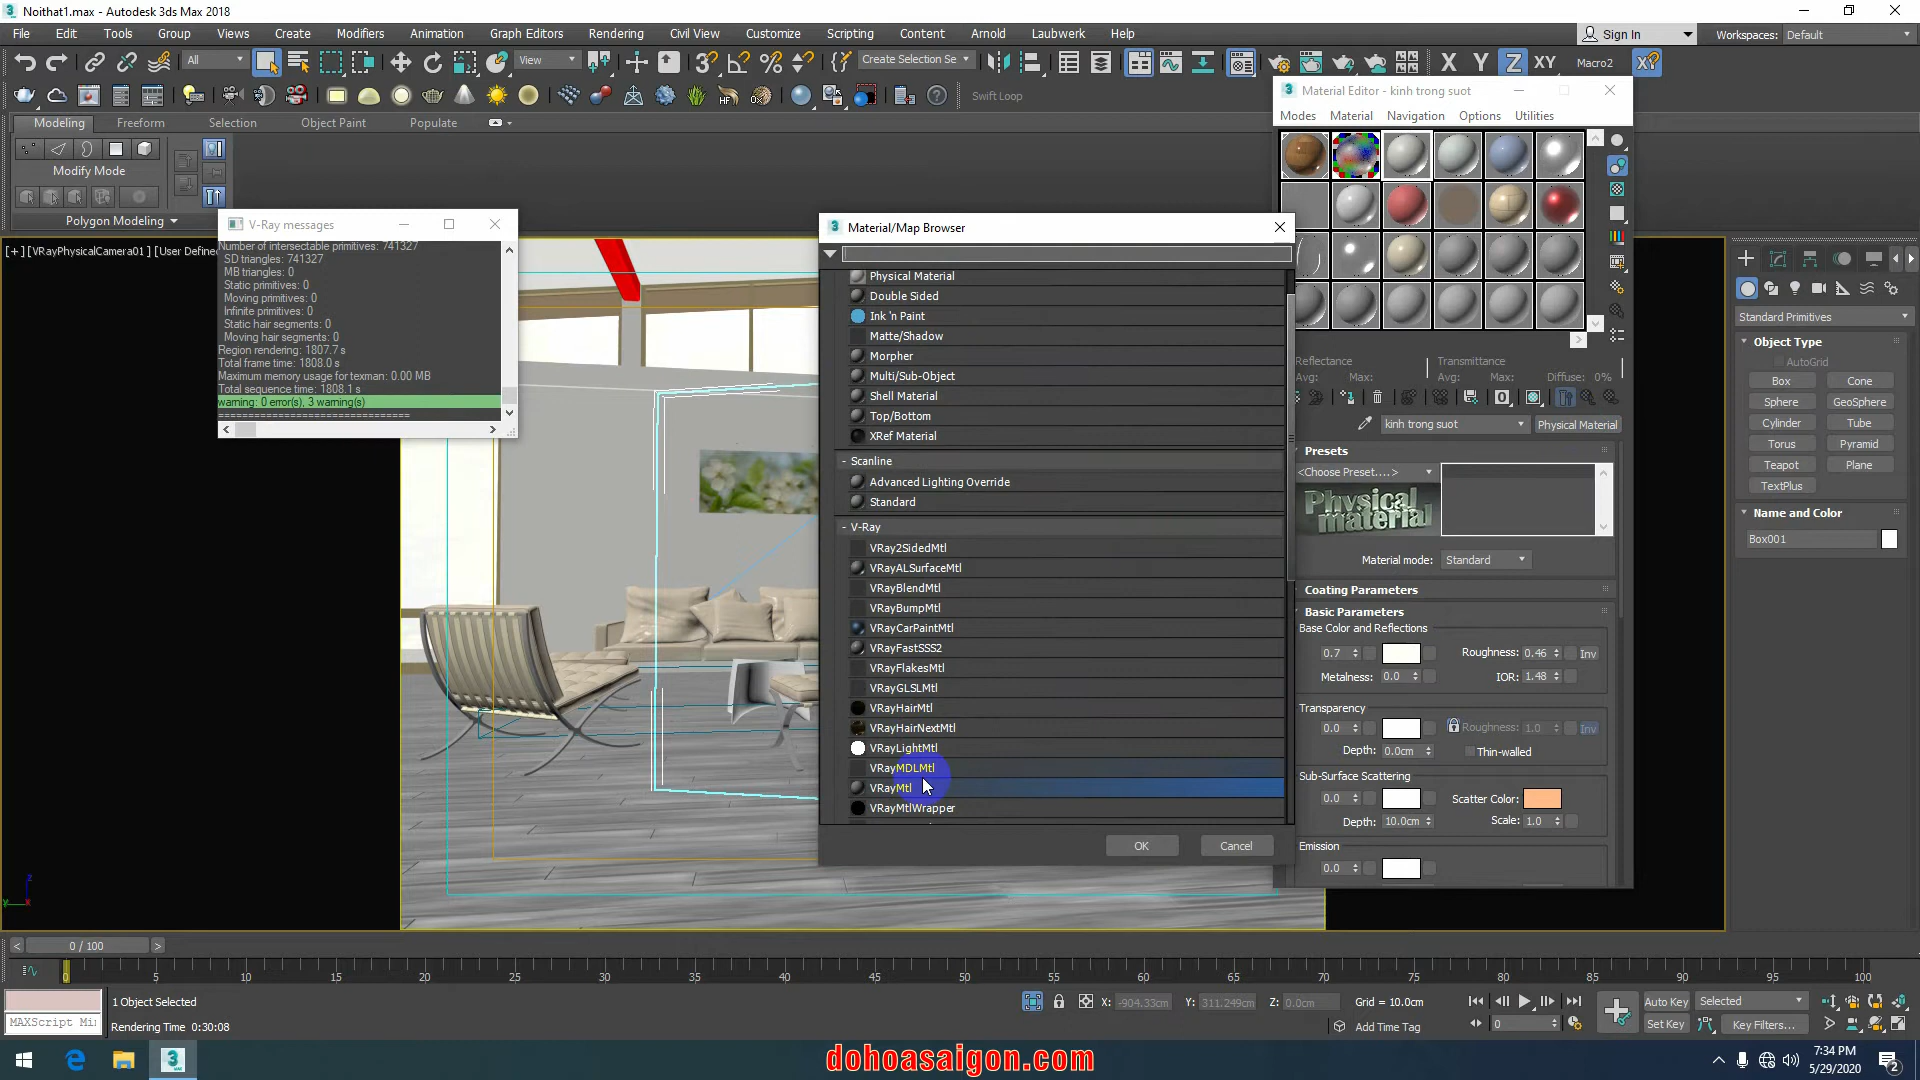 Noithat1.max - Autodesk 3ds Max 2018
File Edit Tools Group Views Create Modifiers Animation Graph Editors Rendering Civil View Customize Scripting Content Arnold Laubwerk Help
Sign In
Workspaces: Default
All
View
Create Selection Se
X Y Z XY Macro2
Swift Loop
Modeling Freeform Selection Object Paint Populate
Modify Mode
Polygon Modeling
[+] [VRayPhysicalCamera01 ] [User Define
V-Ray messages
Number of intersectable primitives: 741327
SD triangles: 741327
MB triangles: 0
Static primitives: 0
Moving primitives: 0
Infinite primitives: 0
Static hair segments: 0
Moving hair segments: 0
Region rendering: 1807.7 s
Total frame time: 1808.0 s
Maximum memory usage for texman: 0.00 MB
Total sequence time: 1808.1 s
warning: 0 error(s), 3 warning(s)
==============================
Material/Map Browser
Physical Material
Double Sided
Ink 'n Paint
Matte/Shadow
Morpher
Multi/Sub-Object
Shell Material
Top/Bottom
XRef Material
- Scanline
Advanced Lighting Override
Standard
- V-Ray
VRay2SidedMtl
VRayALSurfaceMtl
VRayBlendMtl
VRayBumpMtl
VRayCarPaintMtl
VRayFastSSS2
VRayFlakesMtl
VRayGLSLMtl
VRayHairMtl
VRayHairNextMtl
VRayLightMtl
VRayMDLMtl
VRayMtl
VRayMtlWrapper
OK Cancel
Material Editor - kinh trong suot
Modes Material Navigation Options Utilities
Reflectance Transmittance
Avg: Max: Avg: Max: Diffuse: 0%
kinh trong suot Physical Material
Presets
<Choose Preset....>
Physical material
Material mode: Standard
Coating Parameters
Basic Parameters
Base Color and Reflections
0.7 Roughness: 0.46 Inv
Metalness: 0.0 IOR: 1.48
Transparency
0.0 Roughness: 1.0 Inv
Depth: 0.0cm Thin-walled
Sub-Surface Scattering
0.0 Scatter Color:
Depth: 10.0cm Scale: 1.0
Emission
0.0
Standard Primitives
Object Type
AutoGrid
Box Cone
Sphere GeoSphere
Cylinder Tube
Torus Pyramid
Teapot Plane
TextPlus
Name and Color
Box001
0 / 100
0 5 10 15 20 25 30 35 40 45 50 55 60 65 70 75 80 85 90 95 100
1 Object Selected
MAXScript Mi
Rendering Time 0:30:08
X: -904.33cm Y: 311.249cm Z: 0.0cm Grid = 10.0cm
Add Time Tag
0
Auto Key Selected
Set Key Key Filters...
dohoasaigon.com
7:34 PM
5/29/2020
2